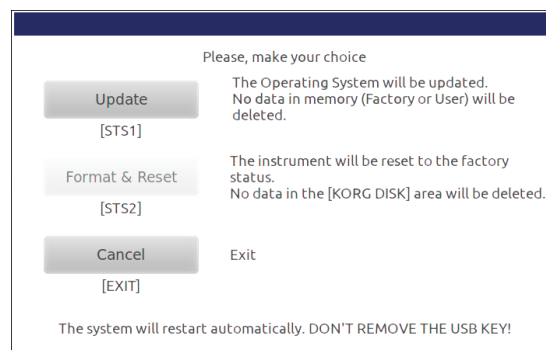 Please, make your choice
Update
[STS1]
The Operating System will be updated.
No data in memory (Factory or User) will be
deleted.
Format & Reset
[STS2]
The instrument will be reset to the factory
status.
No data in the [KORG DISK] area will be deleted.
Cancel
[EXIT]
Exit
The system will restart automatically. DON'T REMOVE THE USB KEY!